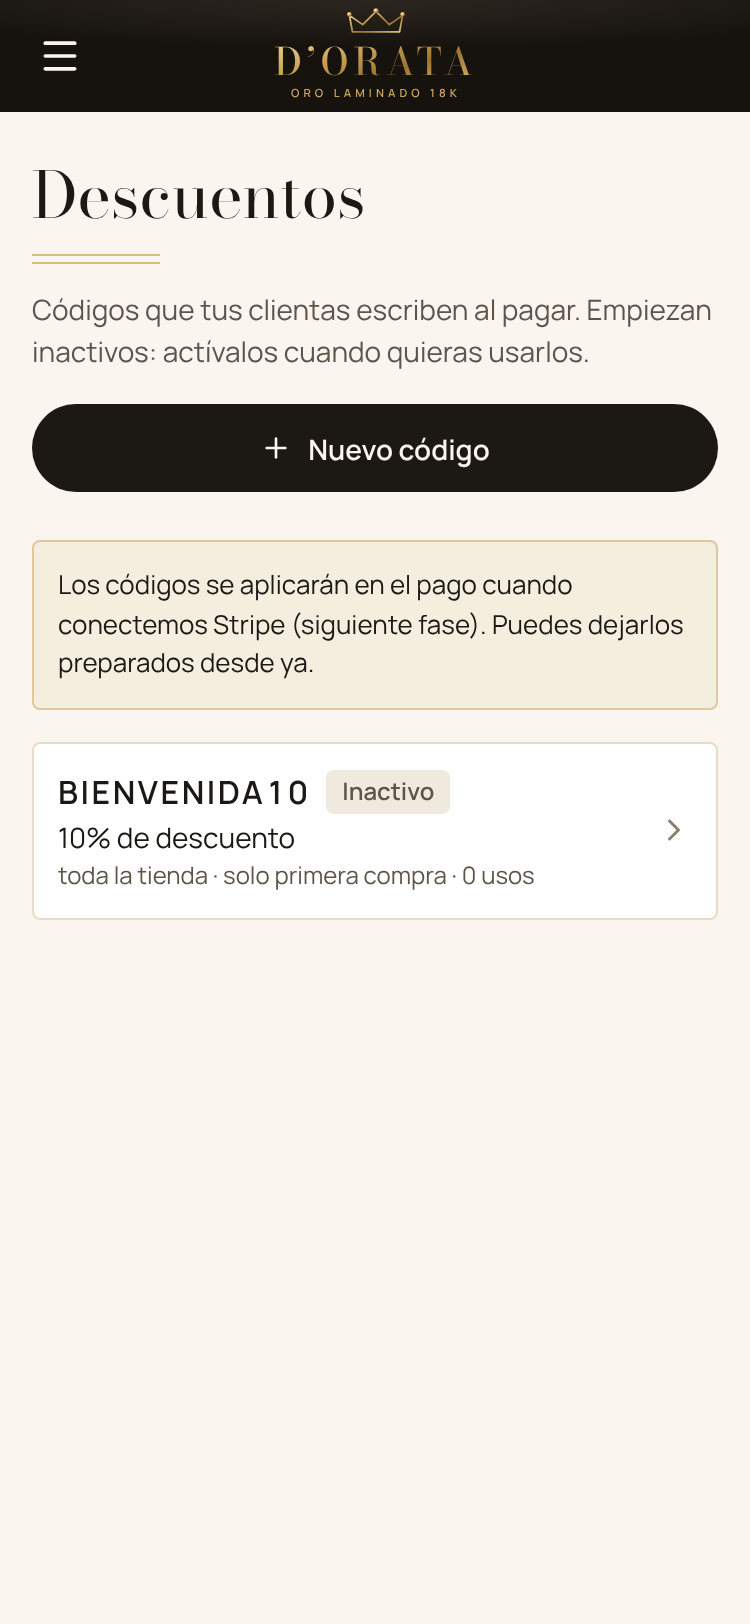 D’ORATA
ORO LAMINADO 18K
Descuentos
Códigos que tus clientas escriben al pagar. Empiezan
inactivos: actívalos cuando quieras usarlos.
Nuevo código
Los códigos se aplicarán en el pago cuando
conectemos Stripe (siguiente fase). Puedes dejarlos
preparados desde ya.
BIENVENIDA10 Inactivo
10% de descuento
toda la tienda · solo primera compra · 0 usos